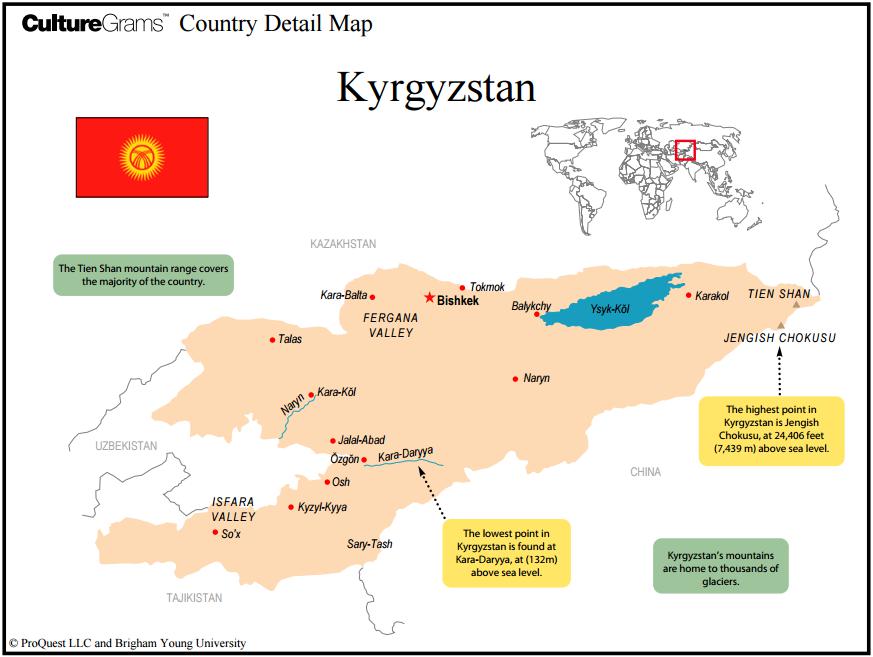 CultureGrams™ Country Detail Map
Kyrgyzstan
KAZAKHSTAN
The Tien Shan mountain range covers
the majority of the country.
Kara-Balta
Bishkek
Tokmok
FERGANA
VALLEY
Balykchy
Ysyk-Köl
Karakol
TIEN SHAN
JENGISH CHOKUSU
Talas
Naryn
Naryn
Kara-Köl
The highest point in
Kyrgyzstan is Jengish
Chokusu, at 24,406 feet
(7,439 m) above sea level.
UZBEKISTAN
Jalal-Abad
Özgön
Kara-Daryya
CHINA
Osh
ISFARA
VALLEY
Kyzyl-Kyya
So'x
Sary-Tash
The lowest point in
Kyrgyzstan is found at
Kara-Daryya, at (132m)
above sea level.
Kyrgyzstan's mountains
are home to thousands of
glaciers.
TAJIKISTAN
© ProQuest LLC and Brigham Young University